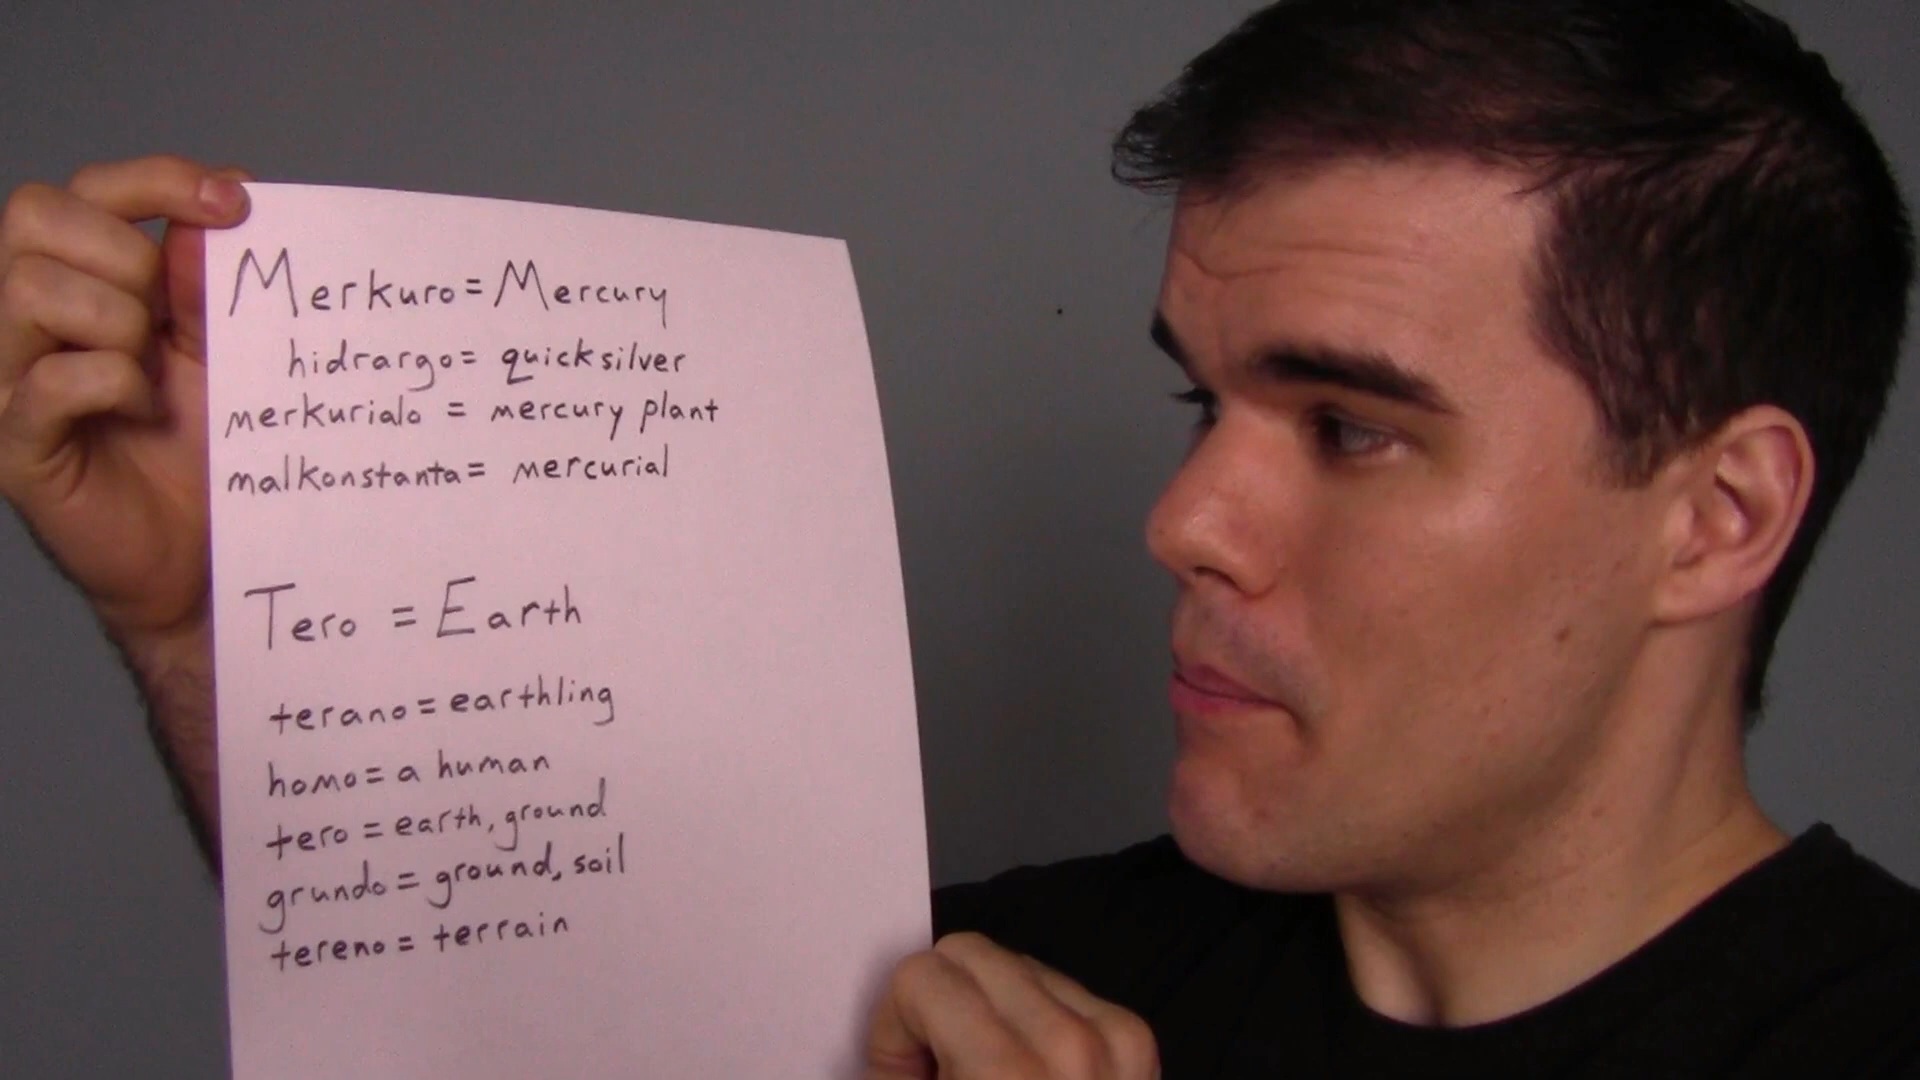 Merkuro = Mercury
hidrargo = quicksilver
merkurialo = mercury plant
malkonstanta = mercurial
Tero = Earth
terano = earthling
homo = a human
tero = earth, ground
grundo = ground, soil
tereno = terrain